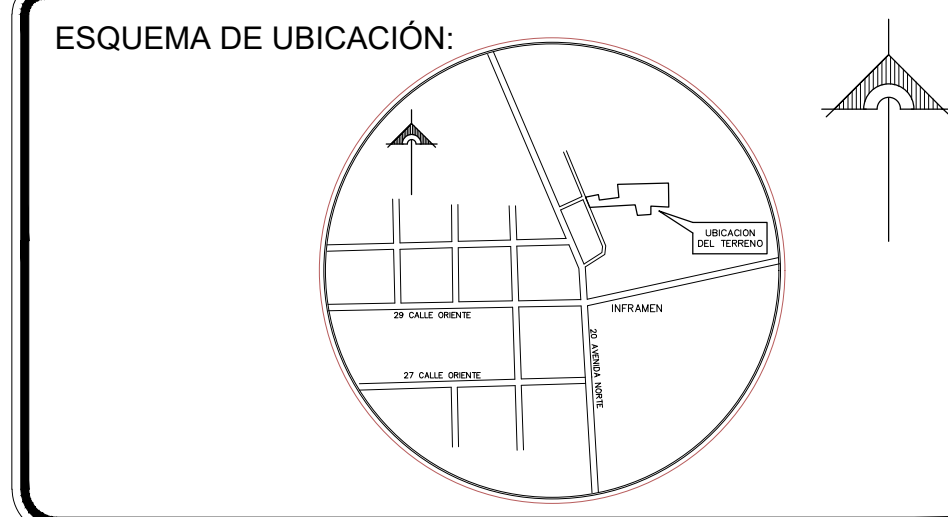 ESQUEMA DE UBICACIÓN:
UBICACION
DEL TERRENO
INFRAMEN
29 CALLE ORIENTE
20 AVENIDA NORTE
27 CALLE ORIENTE